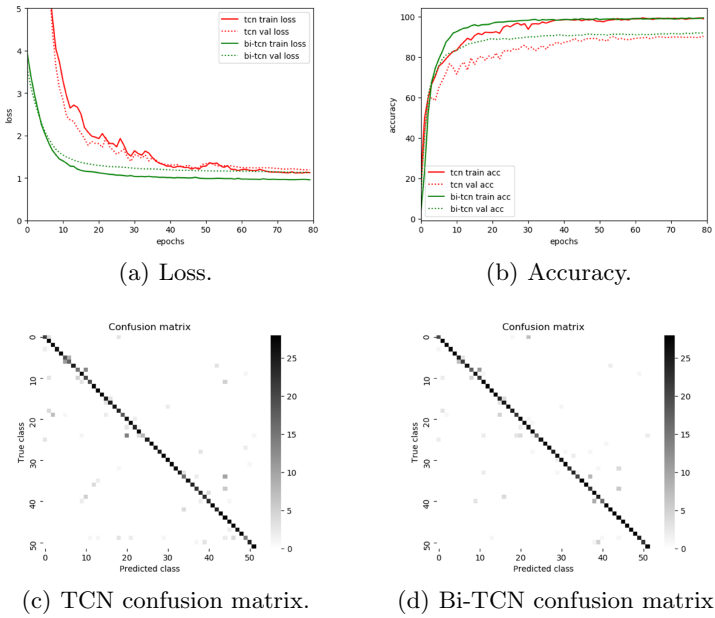 5
4
3
2
1
0
loss
0 10 20 30 40 50 60 70 80
epochs
tcn train loss
tcn val loss
bi-tcn train loss
bi-tcn val loss
(a) Loss.
100
80
60
40
20
0
accuracy
0 10 20 30 40 50 60 70 80
epochs
tcn train acc
tcn val acc
bi-tcn train acc
bi-tcn val acc
(b) Accuracy.
Confusion matrix
0
10
20
30
40
50
True class
0 10 20 30 40 50
Predicted class
25
20
15
10
5
0
(c) TCN confusion matrix.
Confusion matrix
0
10
20
30
40
50
True class
0 10 20 30 40 50
Predicted class
25
20
15
10
5
0
(d) Bi-TCN confusion matrix